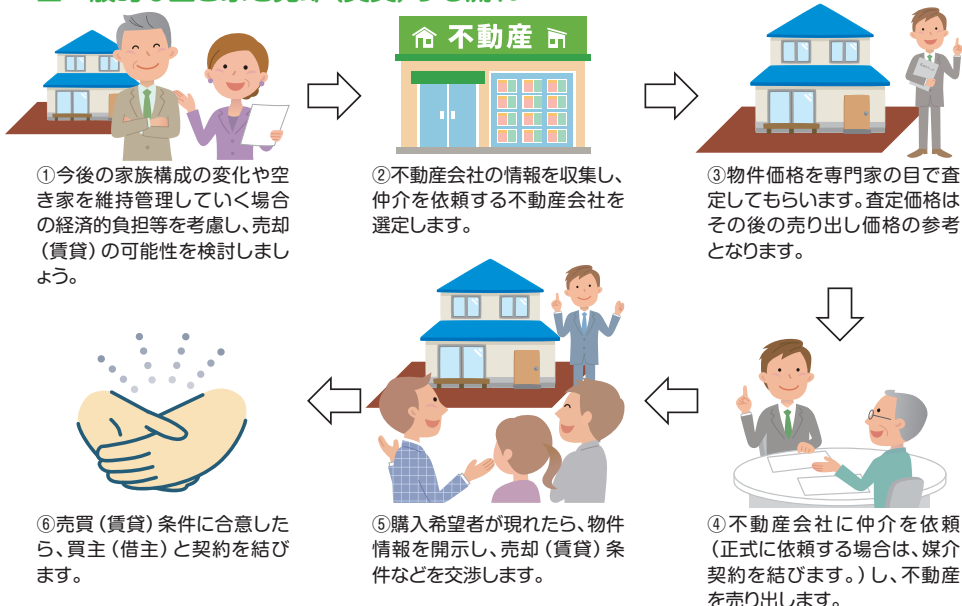 不動産
①今後の家族構成の変化や空
き家を維持管理していく場合
の経済的負担等を考慮し、売却
(賃貸)の可能性を検討しまし
ょう。
②不動産会社の情報を収集し、
仲介を依頼する不動産会社を
選定します。
③物件価格を専門家の目で査
定してもらいます。査定価格は
その後の売り出し価格の参考
となります。
④不動産会社に仲介を依頼
(正式に依頼する場合は、媒介
契約を結びます。)し、不動産
を売り出します。
⑤購入希望者が現れたら、物件
情報を開示し、売却(賃貸)条
件などを交渉します。
⑥売買(賃貸)条件に合意した
ら、買主(借主)と契約を結び
ます。